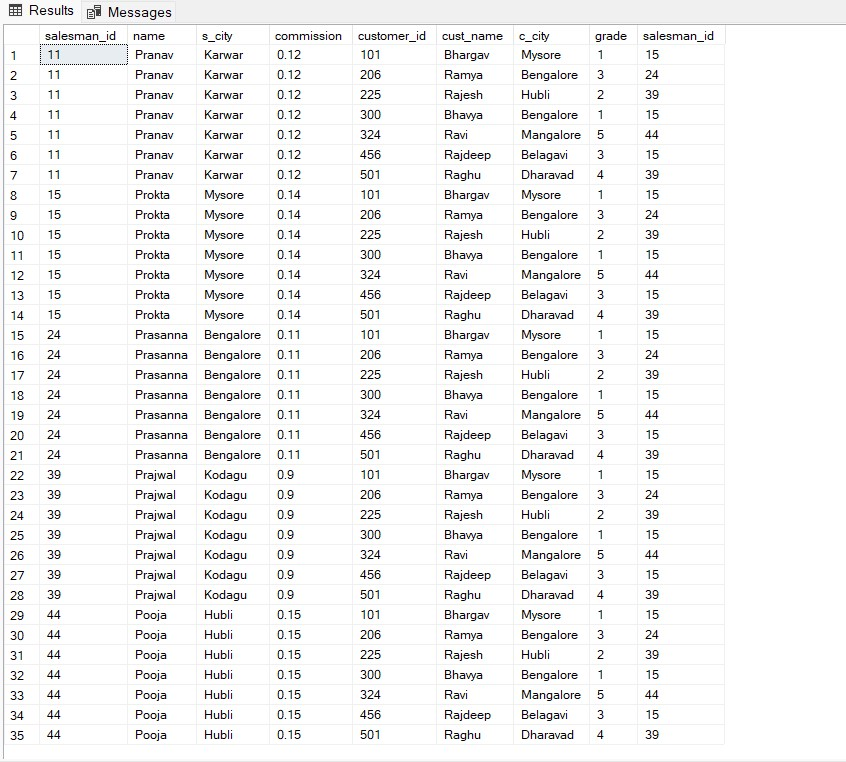 Results Messages
salesman_id name s_city commission customer_id cust_name c_city grade salesman_id
1 11 Pranav Karwar 0.12 101 Bhargav Mysore 1 15
2 11 Pranav Karwar 0.12 206 Ramya Bengalore 3 24
3 11 Pranav Karwar 0.12 225 Rajesh Hubli 2 39
4 11 Pranav Karwar 0.12 300 Bhavya Bengalore 1 15
5 11 Pranav Karwar 0.12 324 Ravi Mangalore 5 44
6 11 Pranav Karwar 0.12 456 Rajdeep Belagavi 3 15
7 11 Pranav Karwar 0.12 501 Raghu Dharavad 4 39
8 15 Prokta Mysore 0.14 101 Bhargav Mysore 1 15
9 15 Prokta Mysore 0.14 206 Ramya Bengalore 3 24
10 15 Prokta Mysore 0.14 225 Rajesh Hubli 2 39
11 15 Prokta Mysore 0.14 300 Bhavya Bengalore 1 15
12 15 Prokta Mysore 0.14 324 Ravi Mangalore 5 44
13 15 Prokta Mysore 0.14 456 Rajdeep Belagavi 3 15
14 15 Prokta Mysore 0.14 501 Raghu Dharavad 4 39
15 24 Prasanna Bengalore 0.11 101 Bhargav Mysore 1 15
16 24 Prasanna Bengalore 0.11 206 Ramya Bengalore 3 24
17 24 Prasanna Bengalore 0.11 225 Rajesh Hubli 2 39
18 24 Prasanna Bengalore 0.11 300 Bhavya Bengalore 1 15
19 24 Prasanna Bengalore 0.11 324 Ravi Mangalore 5 44
20 24 Prasanna Bengalore 0.11 456 Rajdeep Belagavi 3 15
21 24 Prasanna Bengalore 0.11 501 Raghu Dharavad 4 39
22 39 Prajwal Kodagu 0.9 101 Bhargav Mysore 1 15
23 39 Prajwal Kodagu 0.9 206 Ramya Bengalore 3 24
24 39 Prajwal Kodagu 0.9 225 Rajesh Hubli 2 39
25 39 Prajwal Kodagu 0.9 300 Bhavya Bengalore 1 15
26 39 Prajwal Kodagu 0.9 324 Ravi Mangalore 5 44
27 39 Prajwal Kodagu 0.9 456 Rajdeep Belagavi 3 15
28 39 Prajwal Kodagu 0.9 501 Raghu Dharavad 4 39
29 44 Pooja Hubli 0.15 101 Bhargav Mysore 1 15
30 44 Pooja Hubli 0.15 206 Ramya Bengalore 3 24
31 44 Pooja Hubli 0.15 225 Rajesh Hubli 2 39
32 44 Pooja Hubli 0.15 300 Bhavya Bengalore 1 15
33 44 Pooja Hubli 0.15 324 Ravi Mangalore 5 44
34 44 Pooja Hubli 0.15 456 Rajdeep Belagavi 3 15
35 44 Pooja Hubli 0.15 501 Raghu Dharavad 4 39